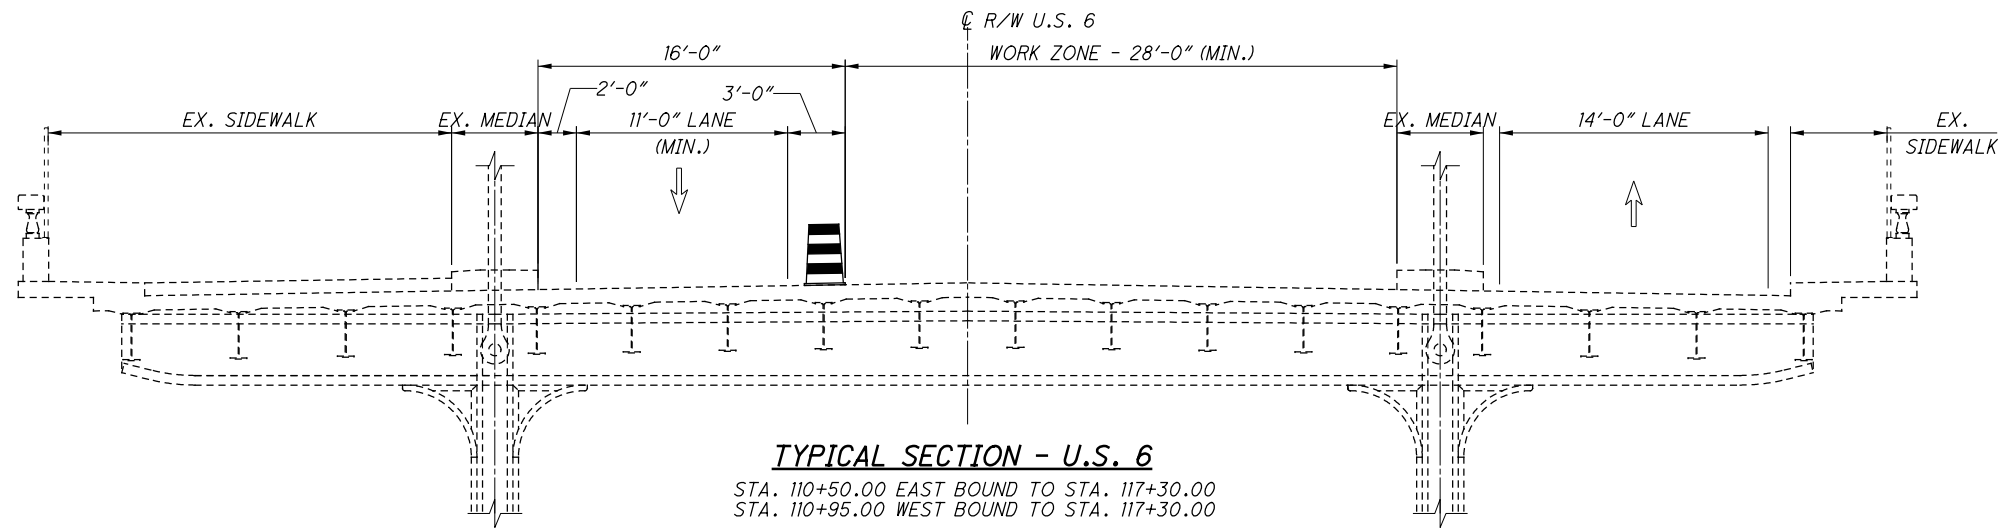 ℄ R/W U.S. 6
16'-0" WORK ZONE - 28'-0" (MIN.)
2'-0" 3'-0"
EX. SIDEWALK EX. MEDIAN 11'-0" LANE EX. MEDIAN 14'-0" LANE EX.
(MIN.) SIDEWALK
TYPICAL SECTION - U.S. 6
STA. 110+50.00 EAST BOUND TO STA. 117+30.00
STA. 110+95.00 WEST BOUND TO STA. 117+30.00